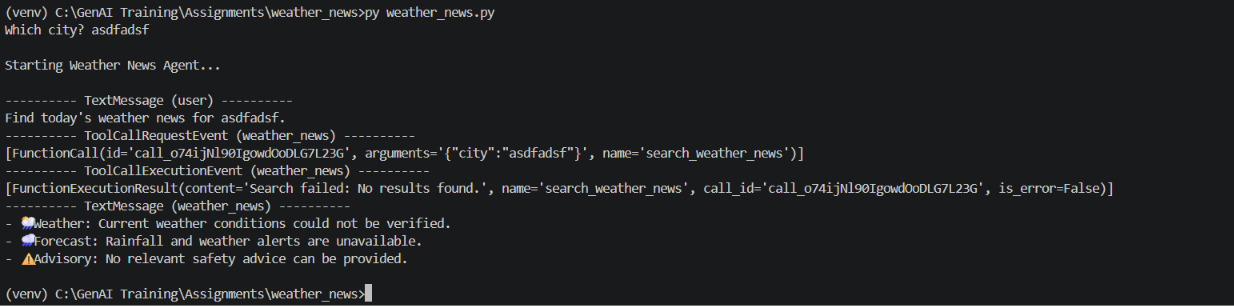 (venv) C:\GenAI Training\Assignments\weather_news>py weather_news.py
Which city? asdfadsf
Starting Weather News Agent...
---------- TextMessage (user) ----------
Find today's weather news for asdfadsf.
---------- ToolCallRequestEvent (weather_news) ----------
[FunctionCall(id='call_o74ijNl90IgowdOoDLG7L23G', arguments='{"city":"asdfadsf"}', name='search_weather_news')]
---------- ToolCallExecutionEvent (weather_news) ----------
[FunctionExecutionResult(content='Search failed: No results found.', name='search_weather_news', call_id='call_o74ijNl90IgowdOoDLG7L23G', is_error=False)]
---------- TextMessage (weather_news) ----------
- 🌦️Weather: Current weather conditions could not be verified.
- 🌧️Forecast: Rainfall and weather alerts are unavailable.
- ⚠️Advisory: No relevant safety advice can be provided.
(venv) C:\GenAI Training\Assignments\weather_news>